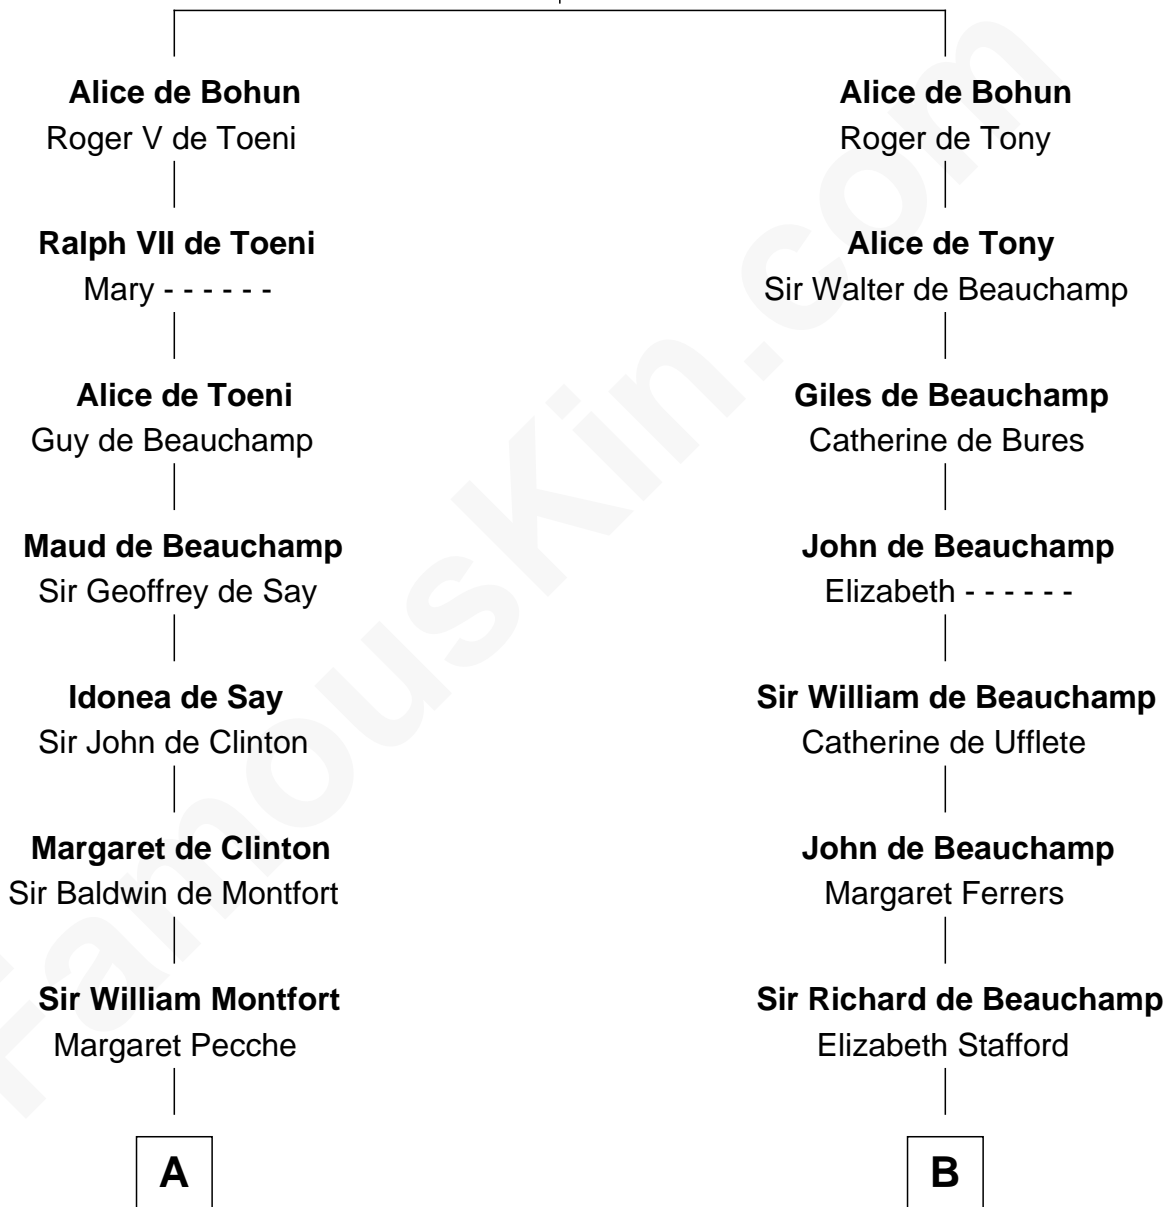 Alice de Bohun
Roger V de Toeni
Ralph VII de Toeni
Mary - - - - - -
Alice de Toeni
Guy de Beauchamp
Maud de Beauchamp
Sir Geoffrey de Say
Idonea de Say
Sir John de Clinton
Margaret de Clinton
Sir Baldwin de Montfort
Sir William Montfort
Margaret Pecche
A
Alice de Bohun
Roger de Tony
Alice de Tony
Sir Walter de Beauchamp
Giles de Beauchamp
Catherine de Bures
John de Beauchamp
Elizabeth - - - - - -
Sir William de Beauchamp
Catherine de Ufflete
John de Beauchamp
Margaret Ferrers
Sir Richard de Beauchamp
Elizabeth Stafford
B
FamousKin.com